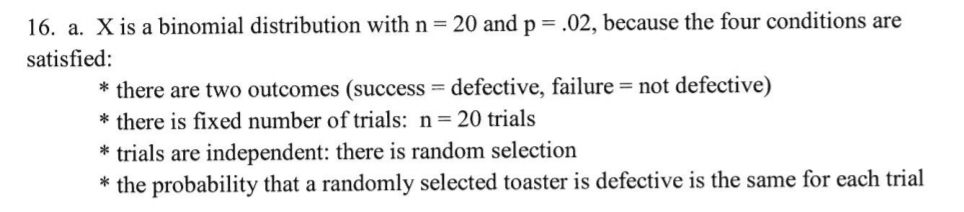 16. a. X is a binomial distribution with n = 20 and p = .02, because the four conditions are
satisfied:
* there are two outcomes (success = defective, failure = not defective)
* there is fixed number of trials: n = 20 trials
* trials are independent: there is random selection
* the probability that a randomly selected toaster is defective is the same for each trial